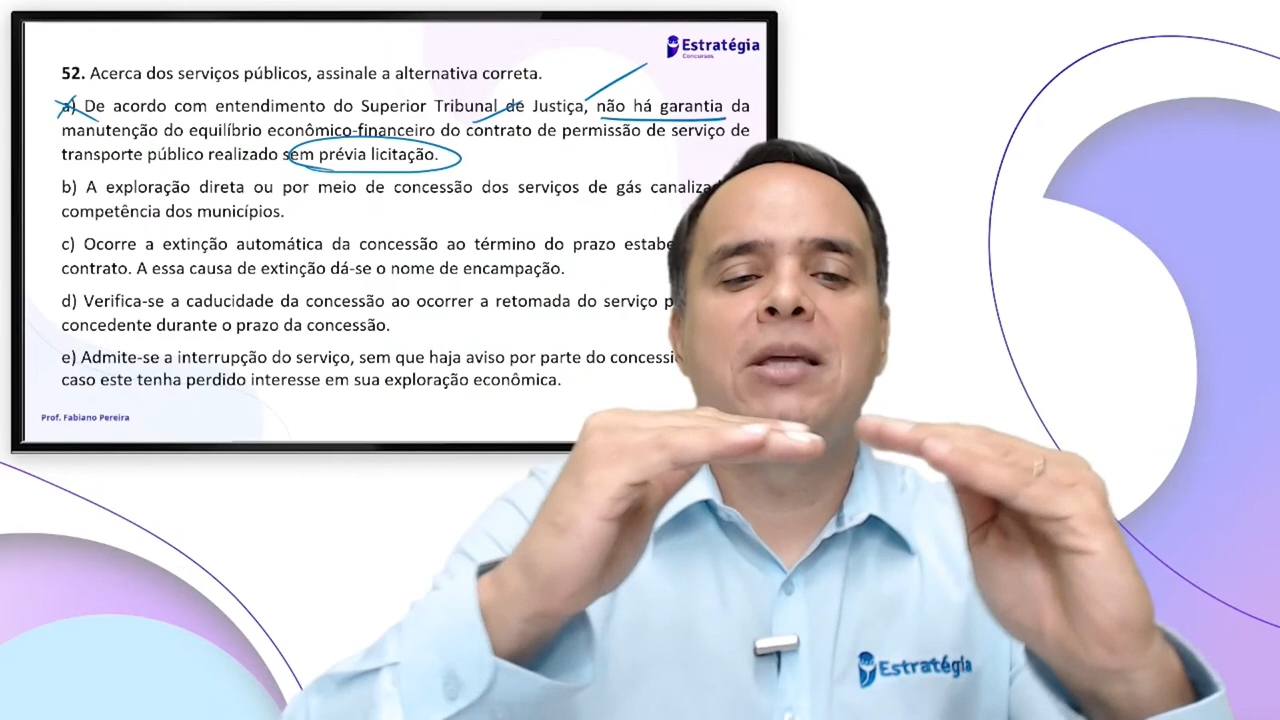 Estratégia
Concursos
52. Acerca dos serviços públicos, assinale a alternativa correta.
a) De acordo com entendimento do Superior Tribunal de Justiça, não há garantia da
manutenção do equilíbrio econômico-financeiro do contrato de permissão de serviço de
transporte público realizado sem prévia licitação.
b) A exploração direta ou por meio de concessão dos serviços de gás
competência dos municípios.
c) Ocorre a extinção automática da concessão ao término do prazo
contrato. A essa causa de extinção dá-se o nome de encampação.
d) Verifica-se a caducidade da concessão ao ocorrer a retomada do serviço
concedente durante o prazo da concessão.
e) Admite-se a interrupção do serviço, sem que haja aviso por parte do
caso este tenha perdido interesse em sua exploração econômica.
Prof. Fabiano Pereira
Estratégia